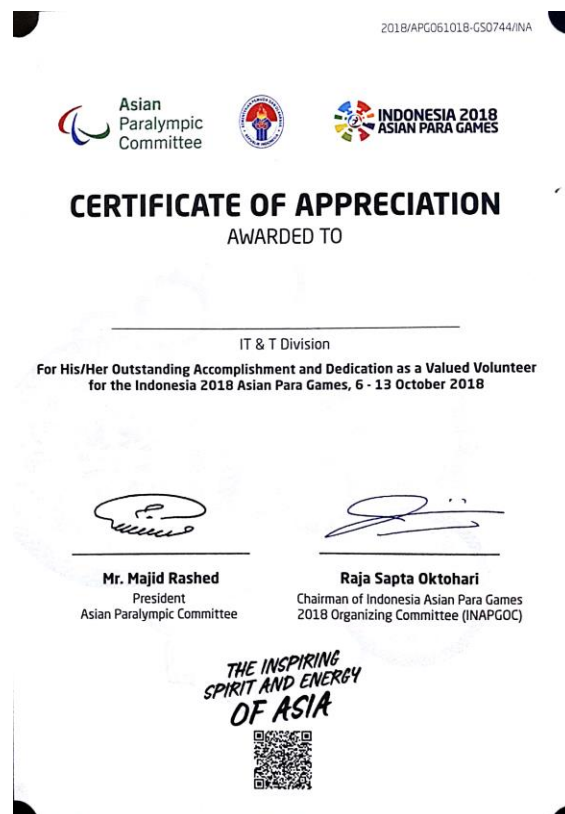 2018/APG061018-GS0744/INA
Asian
Paralympic
Committee
INDONESIA 2018
ASIAN PARA GAMES
CERTIFICATE OF APPRECIATION
AWARDED TO
IT & T Division
For His/Her Outstanding Accomplishment and Dedication as a Valued Volunteer
for the Indonesia 2018 Asian Para Games, 6 - 13 October 2018
Mr. Majid Rashed
President
Asian Paralympic Committee
Raja Sapta Oktohari
Chairman of Indonesia Asian Para Games
2018 Organizing Committee (INAPGOC)
THE INSPIRING
SPIRIT AND ENERGY
OF ASIA